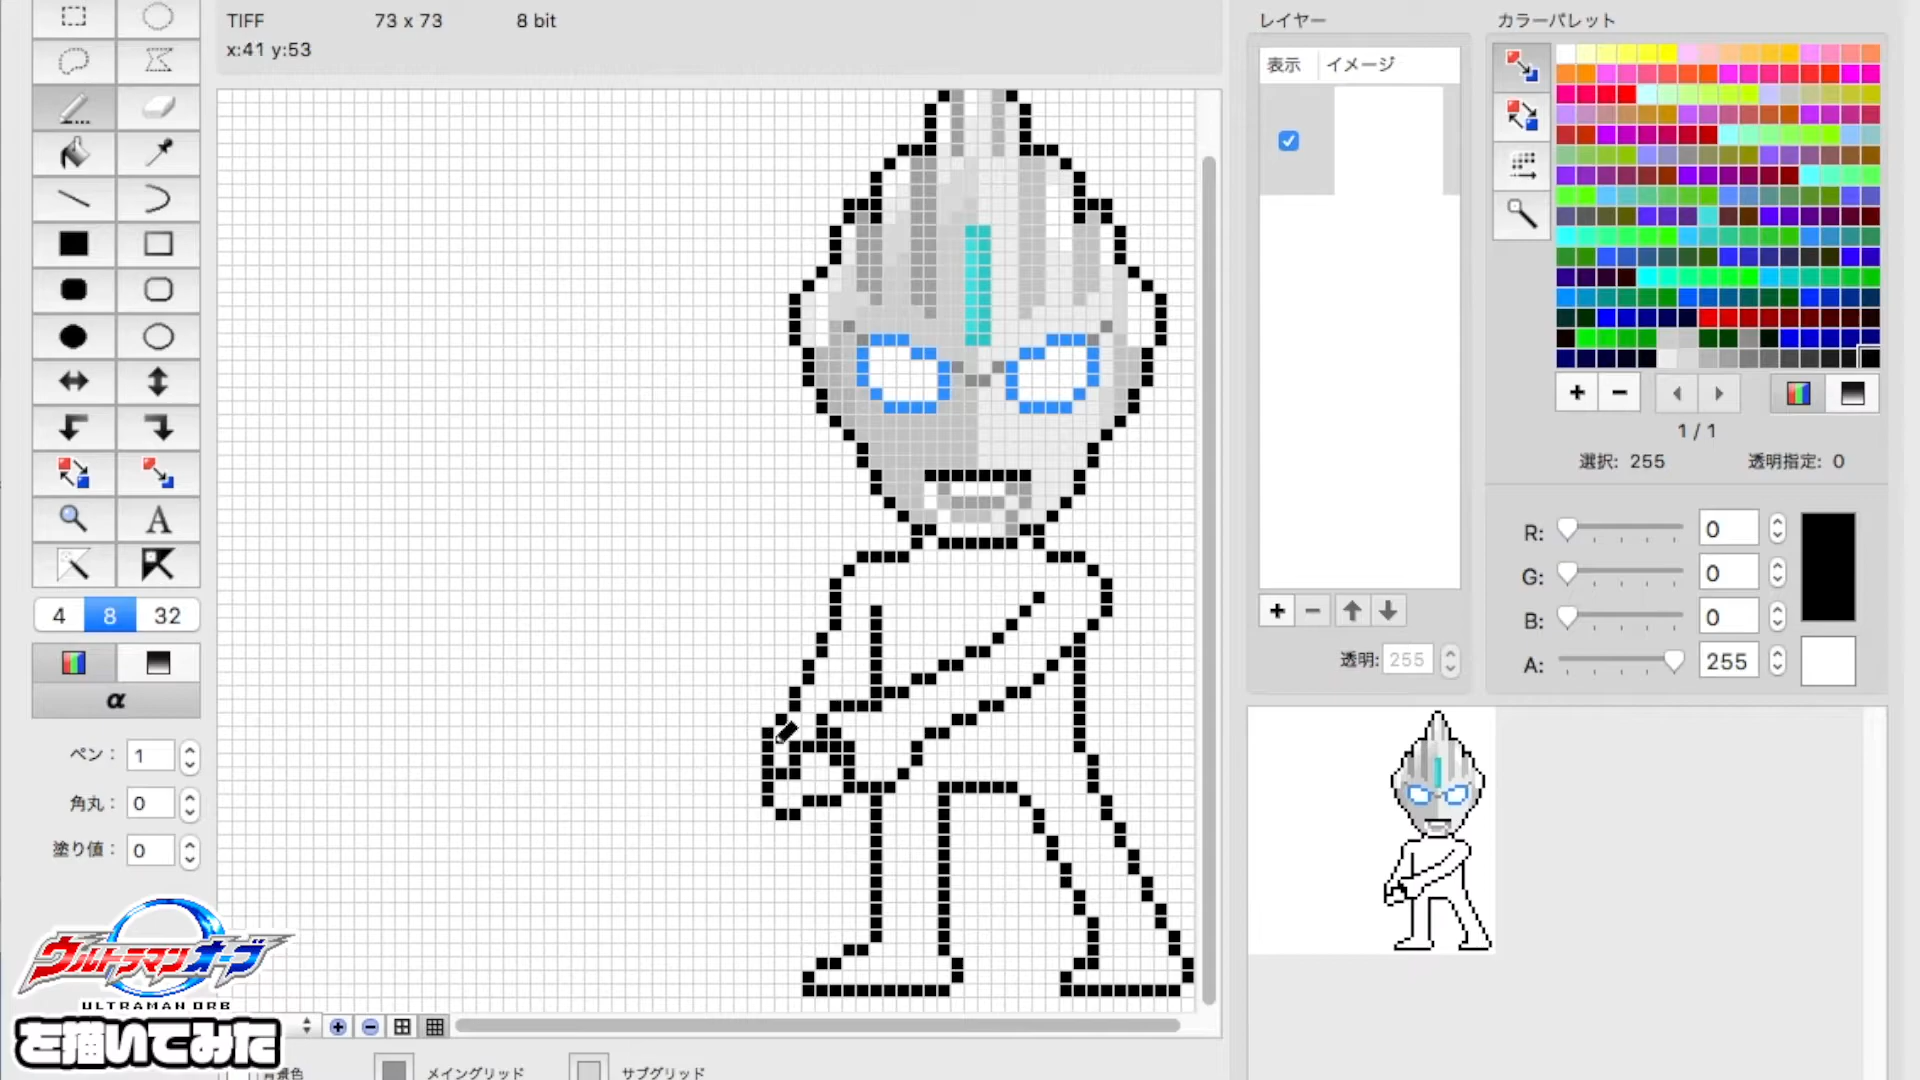 TIFF 73 x 73 8 bit
x:41 y:53
A
4 8 32
α
ペン： 1
角丸： 0
塗り値： 0
レイヤー
表示 イメージ
透明: 255
カラーパレット
1 / 1
選択: 255 透明指定: 0
R: 0
G: 0
B: 0
A: 255
ウルトラマンオーブ
ULTRAMAN ORB
を描いてみた
背景色 メイングリッド サブグリッド